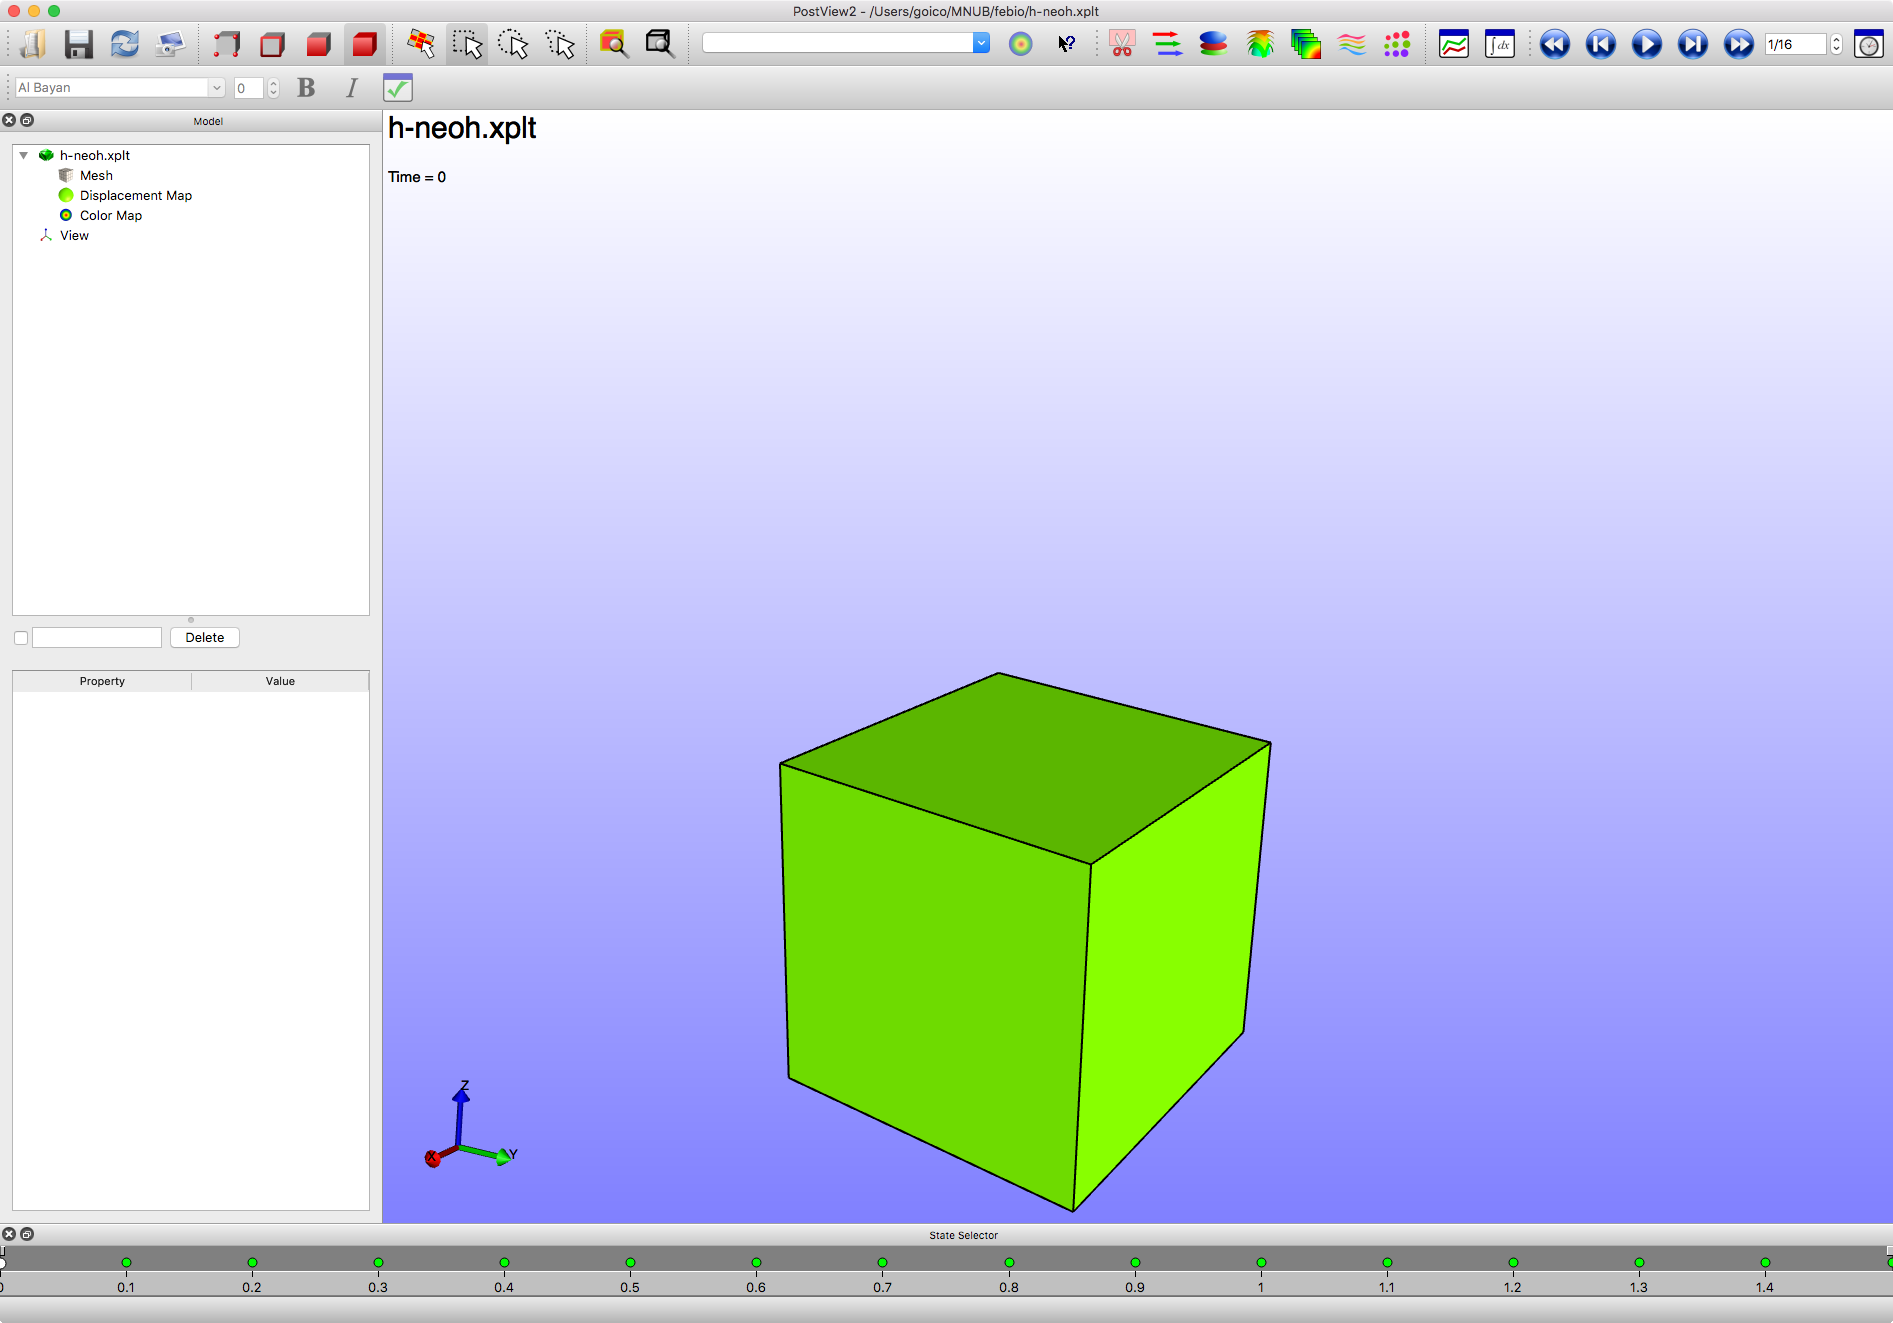 PostView2 - /Users/goico/MNUB/febio/h-neoh.xplt
∫dx
1/16
Al Bayan
0
B
I
Model
h-neoh.xplt
Mesh
Displacement Map
Color Map
View
Delete
Property Value
h-neoh.xplt
Time = 0
Z
X
Y
State Selector
0 0.1 0.2 0.3 0.4 0.5 0.6 0.7 0.8 0.9 1 1.1 1.2 1.3 1.4